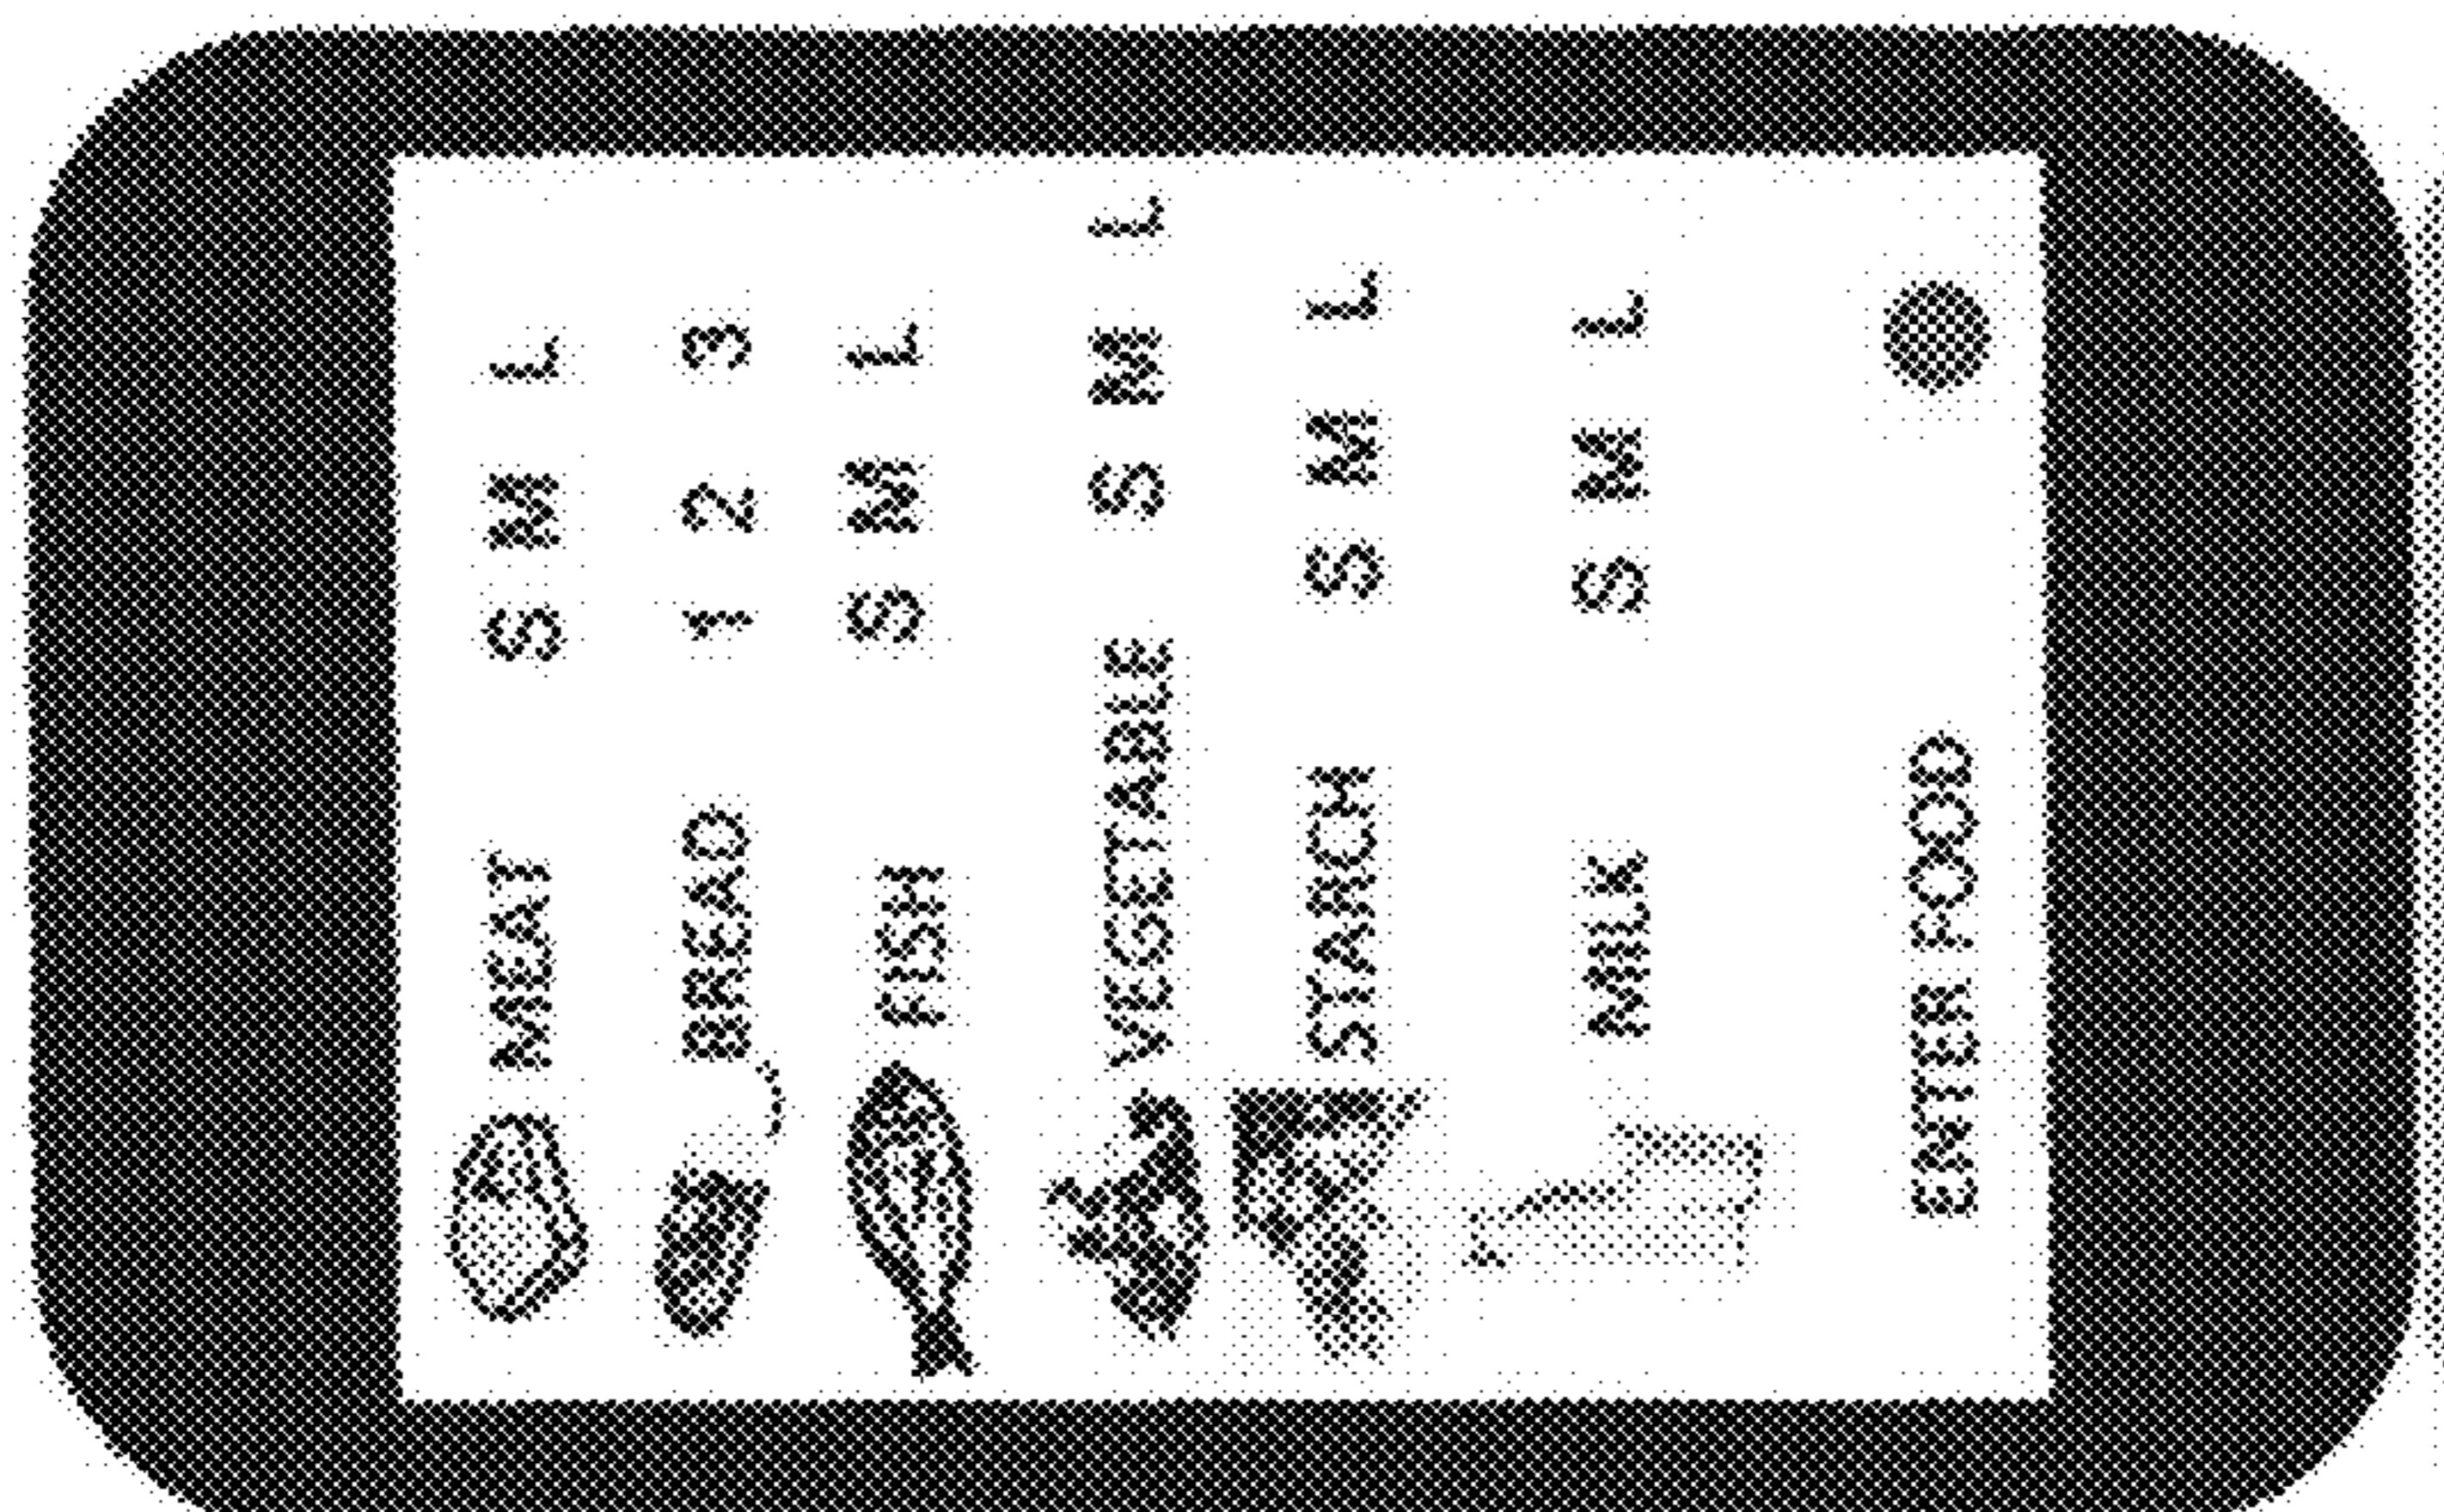 MEAT S M L
BREAD 1 2 3
FISH S M L
VEGETABLE S M L
STARCH S M L
MILK S M L
ENTER FOOD